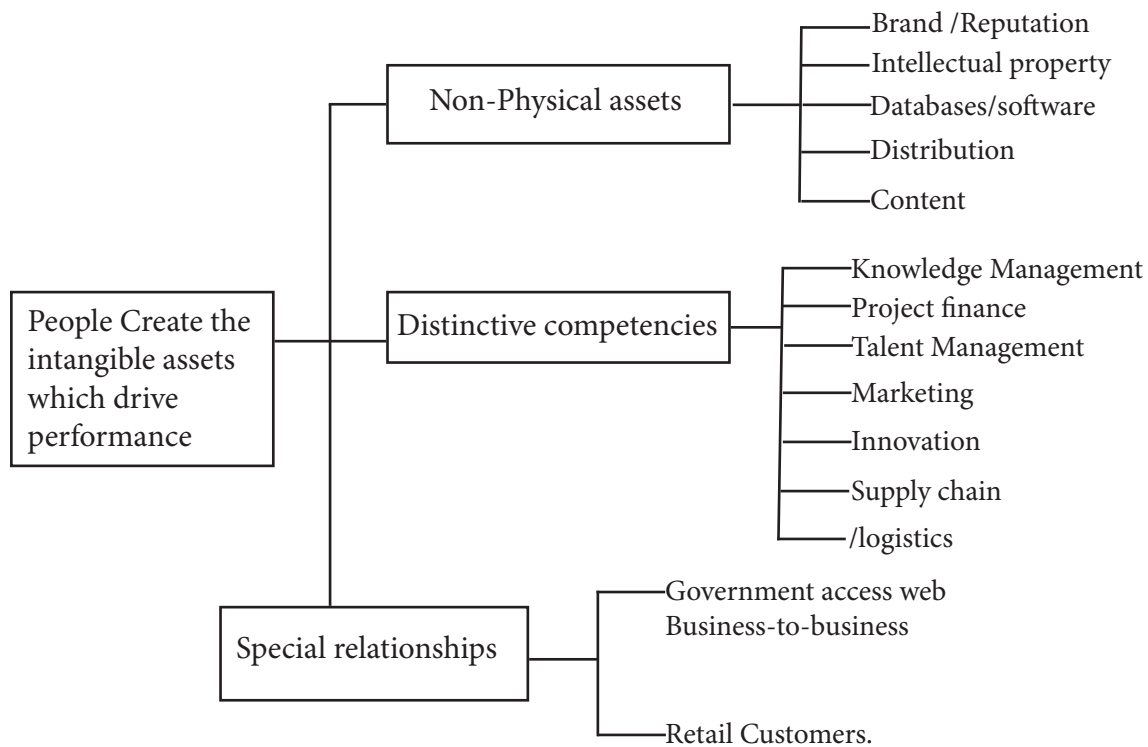 Brand /Reputation
Non-Physical assets
Intellectual property
Databases/software
Distribution
Content
People Create the
intangible assets
which drive
performance
Distinctive competencies
Knowledge Management
Project finance
Talent Management
Marketing
Innovation
Supply chain
/logistics
Special relationships
Government access web
Business-to-business
Retail Customers.